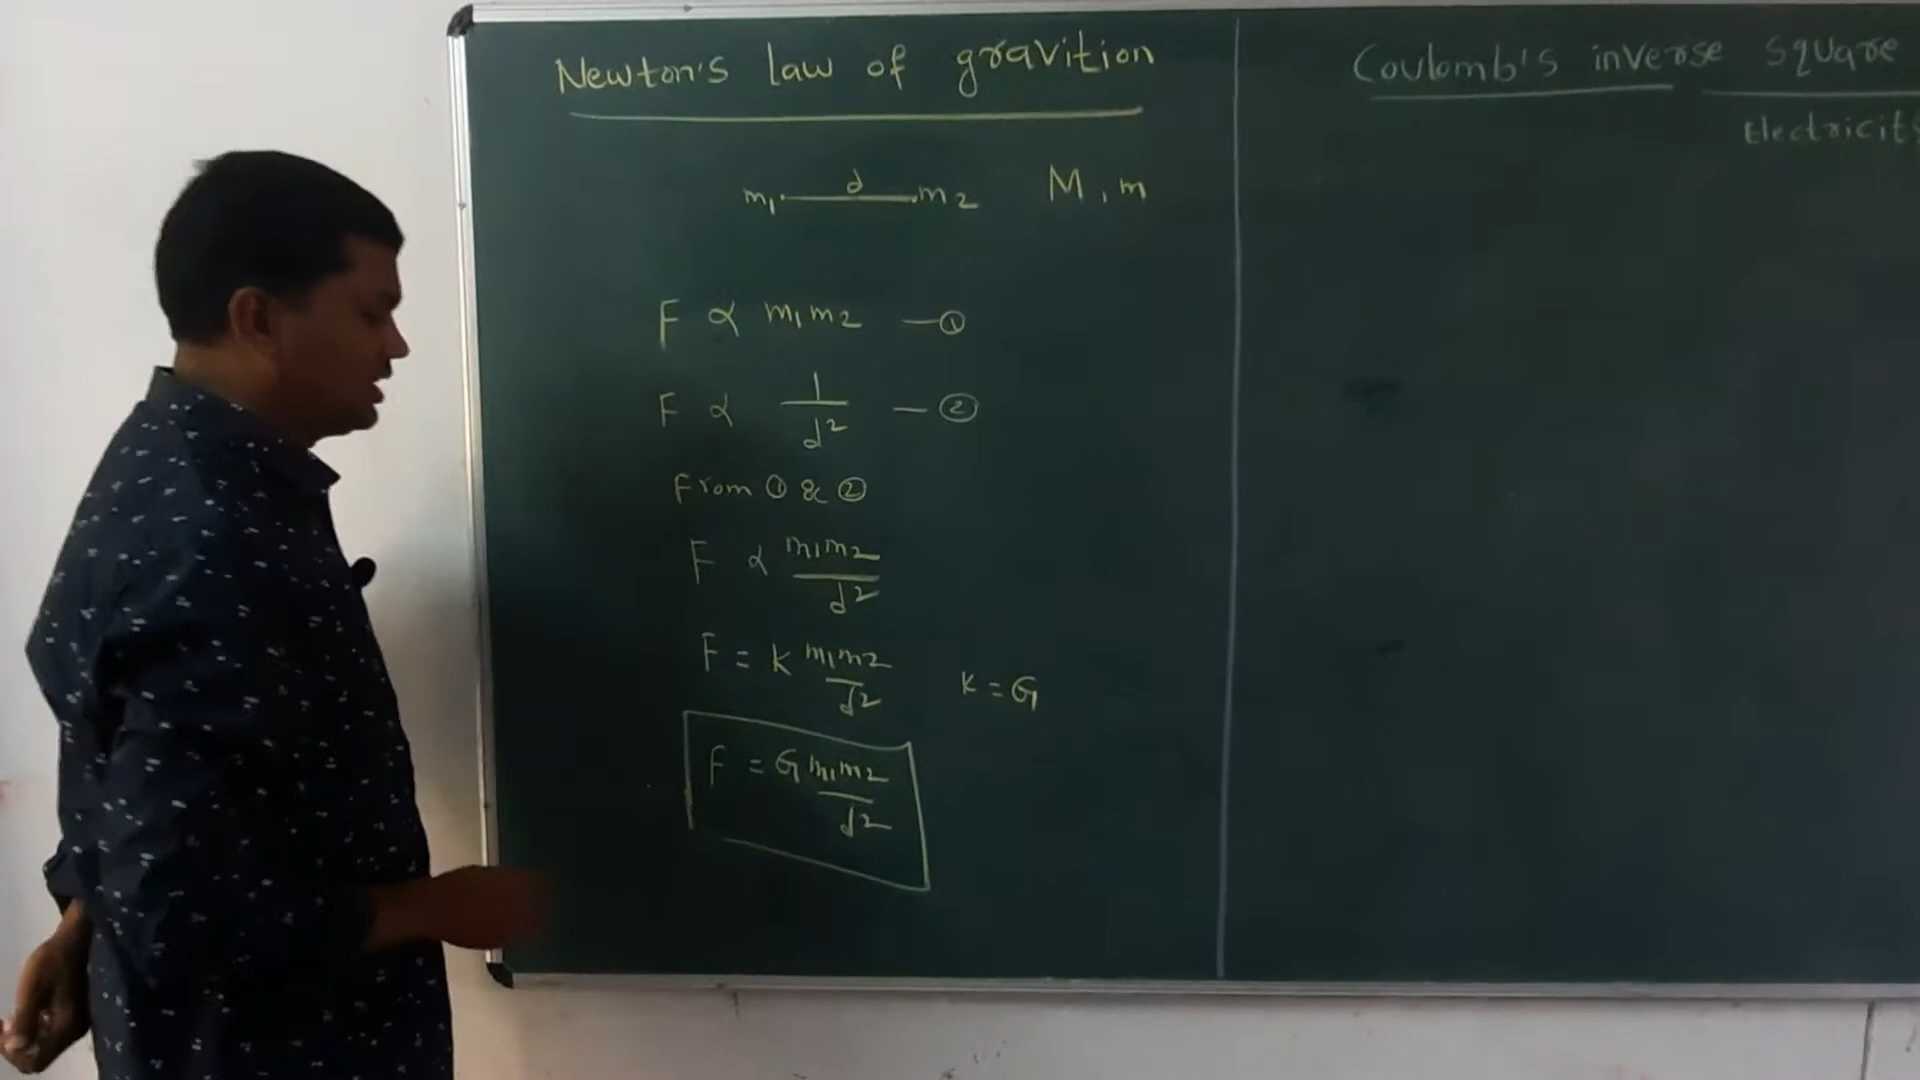 Newton's law of gravition
m₁ d m₂ M, m
F ∝ m₁m₂ — ①
F ∝ 1/d² — ②
From ① & ②
F ∝ m₁m₂/d²
F = K m₁m₂/d² K = G
F = G m₁m₂/d²
Coulomb's inverse square
Electricity